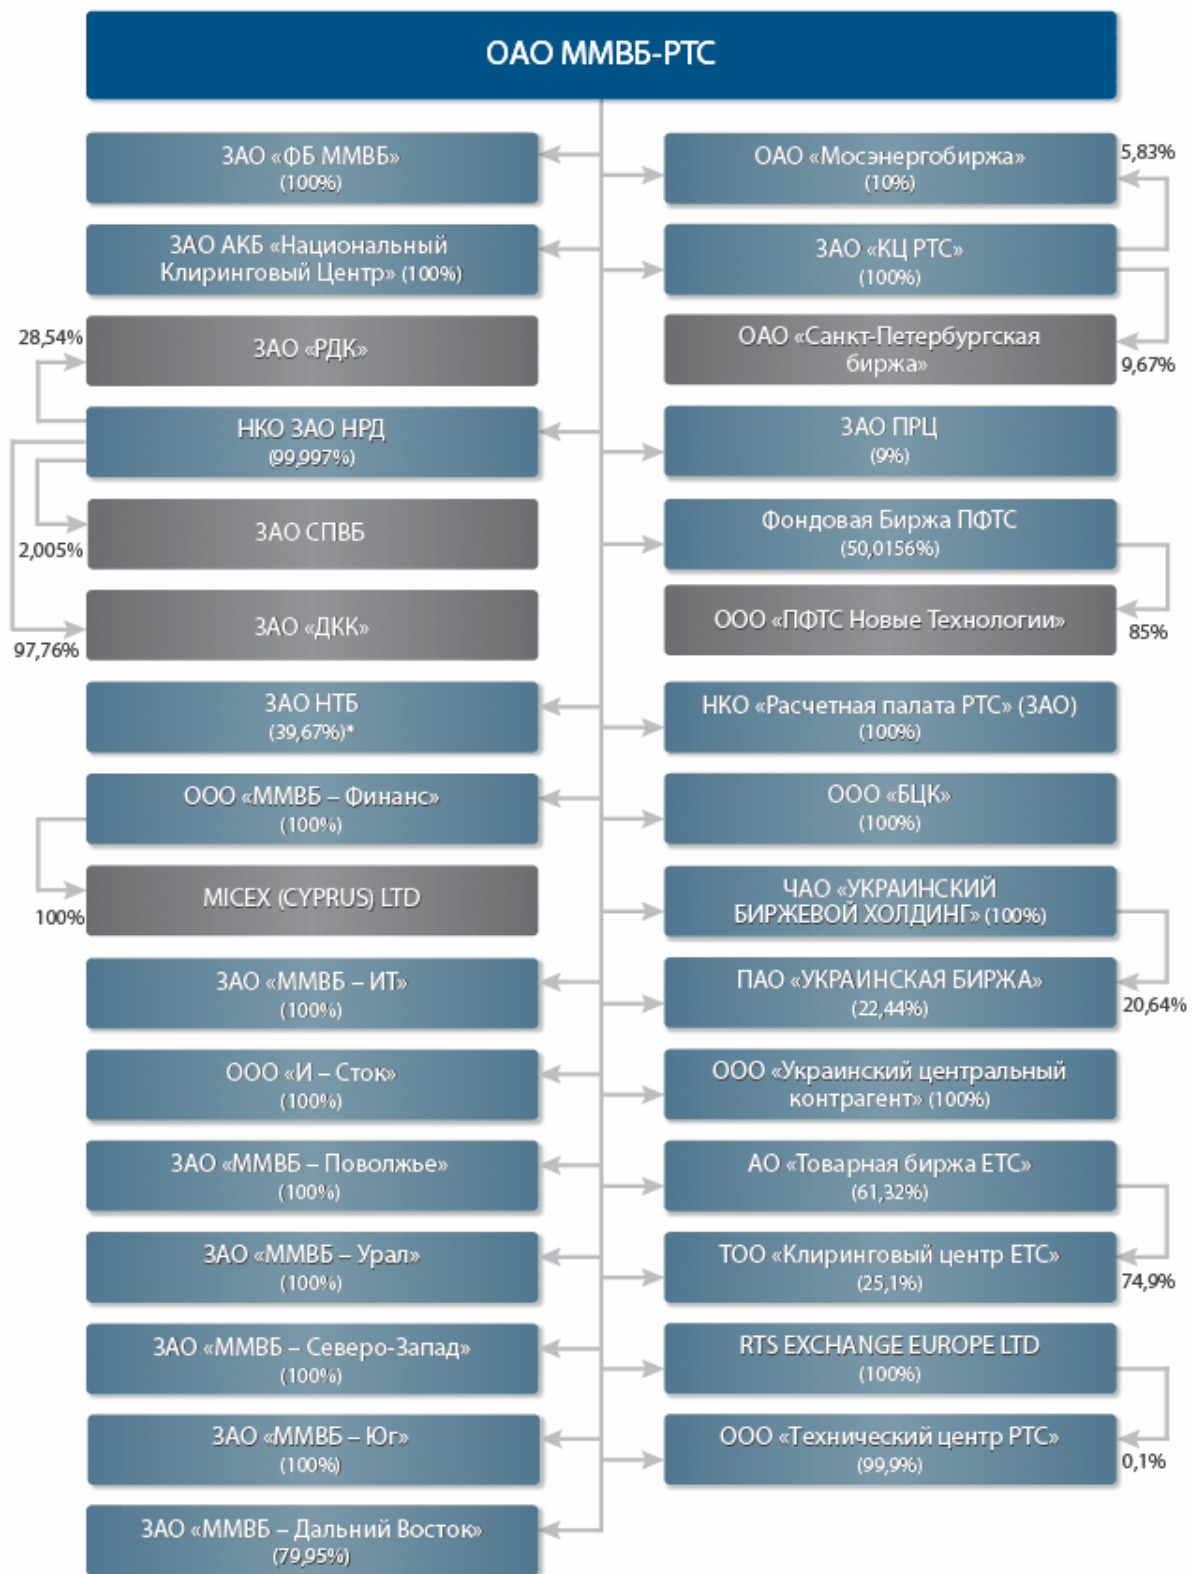 ОАО ММВБ-РТС
ЗАО «ФБ ММВБ»
(100%)
ОАО «Мосэнергобиржа»
(10%)
5,83%
ЗАО АКБ «Национальный
Клиринговый Центр» (100%)
ЗАО «КЦ РТС»
(100%)
28,54%
ЗАО «РДК»
ОАО «Санкт-Петербургская
биржа»
9,67%
НКО ЗАО НРД
(99,997%)
ЗАО ПРЦ
(9%)
ЗАО СПВБ
2,005%
Фондовая Биржа ПФТС
(50,0156%)
ЗАО «ДКК»
97,76%
ООО «ПФТС Новые Технологии»
85%
ЗАО НТБ
(39,67%)*
НКО «Расчетная палата РТС» (ЗАО)
(100%)
ООО «ММВБ – Финанс»
(100%)
ООО «БЦК»
(100%)
MICEX (CYPRUS) LTD
100%
ЧАО «УКРАИНСКИЙ
БИРЖЕВОЙ ХОЛДИНГ» (100%)
ЗАО «ММВБ – ИТ»
(100%)
ПАО «УКРАИНСКАЯ БИРЖА»
(22,44%)
20,64%
ООО «И – Сток»
(100%)
ООО «Украинский центральный
контрагент» (100%)
ЗАО «ММВБ – Поволжье»
(100%)
АО «Товарная биржа ЕТС»
(61,32%)
ЗАО «ММВБ – Урал»
(100%)
ТОО «Клиринговый центр ЕТС»
(25,1%)
74,9%
ЗАО «ММВБ – Северо-Запад»
(100%)
RTS EXCHANGE EUROPE LTD
(100%)
ЗАО «ММВБ – Юг»
(100%)
ООО «Технический центр РТС»
(99,9%)
0,1%
ЗАО «ММВБ – Дальний Восток»
(79,95%)